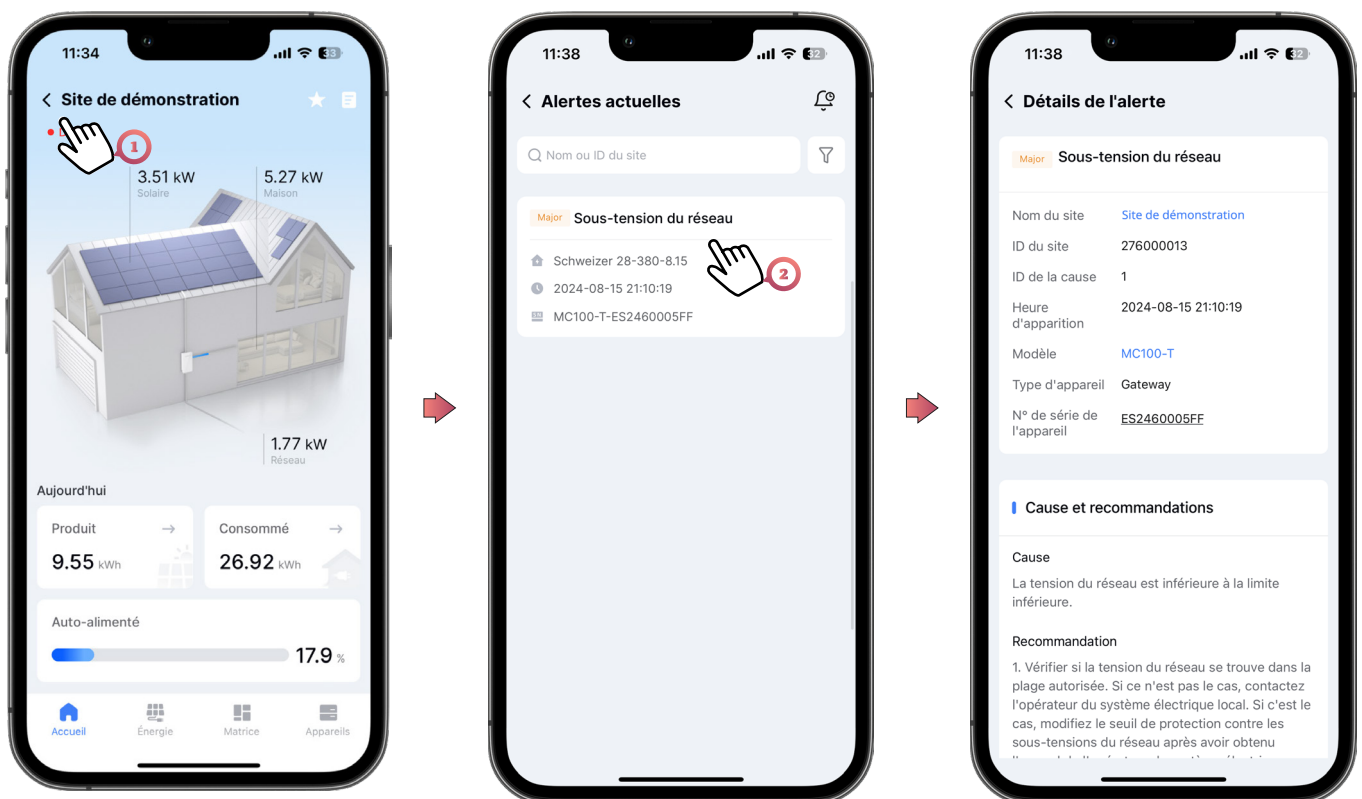 11:34
33
Site de démonstration
1
3.51 kW
Solaire
5.27 kW
Maison
1.77 kW
Réseau
Aujourd'hui
Produit
9.55 kWh
Consommé
26.92 kWh
Auto-alimenté
17.9 %
Accueil
Énergie
Matrice
Appareils
11:38
32
Alertes actuelles
Nom ou ID du site
Major Sous-tension du réseau
Schweizer 28-380-8.15
2024-08-15 21:10:19
MC100-T-ES2460005FF
2
11:38
32
Détails de l'alerte
Major Sous-tension du réseau
Nom du site Site de démonstration
ID du site 276000013
ID de la cause 1
Heure d'apparition 2024-08-15 21:10:19
Modèle MC100-T
Type d'appareil Gateway
N° de série de l'appareil ES2460005FF
Cause et recommandations
Cause
La tension du réseau est inférieure à la limite
inférieure.
Recommandation
1. Vérifier si la tension du réseau se trouve dans la
plage autorisée. Si ce n'est pas le cas, contactez
l'opérateur du système électrique local. Si c'est le
cas, modifiez le seuil de protection contre les
sous-tensions du réseau après avoir obtenu